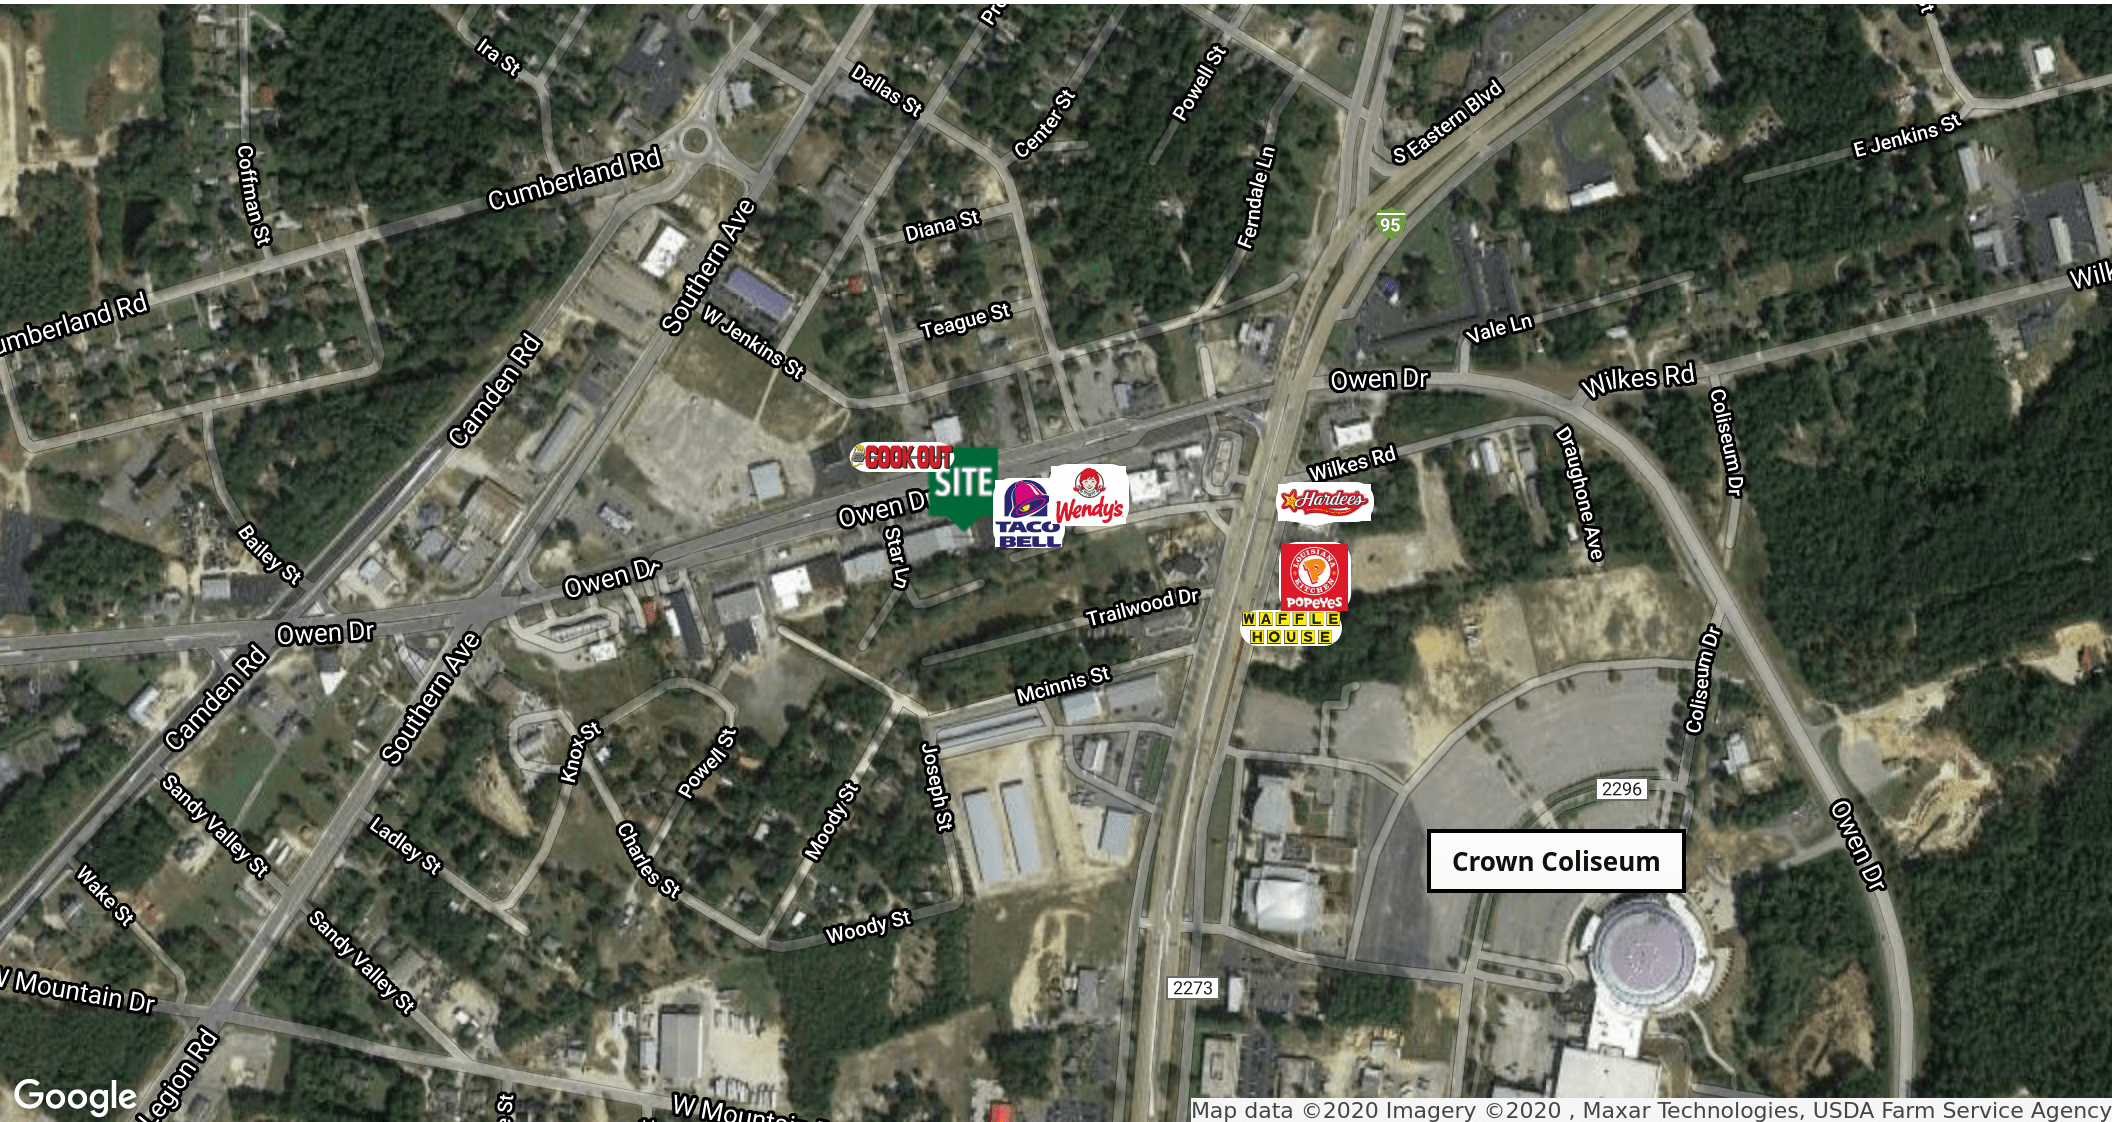 Ira St
Dallas St
Center St
Powell St
S Eastern Blvd
E Jenkins St
Coffman St
Cumberland Rd
Southern Ave
Diana St
Ferndale Ln
95
umberland Rd
Camden Rd
W Jenkins St
Teague St
Vale Ln
Owen Dr
Wilkes Rd
Wilk
Coliseum Dr
COOK OUT
SITE
Owen D
TACO
BELL
Wendy's
Wilkes Rd
Hardee's
Draughone Ave
Star Ln
Bailey St
Owen Dr
LOUISIANA
KITCHEN
POPEYES
WAFFLE
HOUSE
Trailwood Dr
Owen Dr
Camden Rd
Southern Ave
Mcinnis St
Coliseum Dr
Knox St
Powell St
Joseph St
Moody St
Sandy Valley St
Ladley St
Charles St
2296
Owen Dr
Crown Coliseum
Wake St
Woody St
Sandy Valley St
W Mountain Dr
2273
Legion Rd
Google
W Mountain
Map data ©2020 Imagery ©2020 , Maxar Technologies, USDA Farm Service Agency